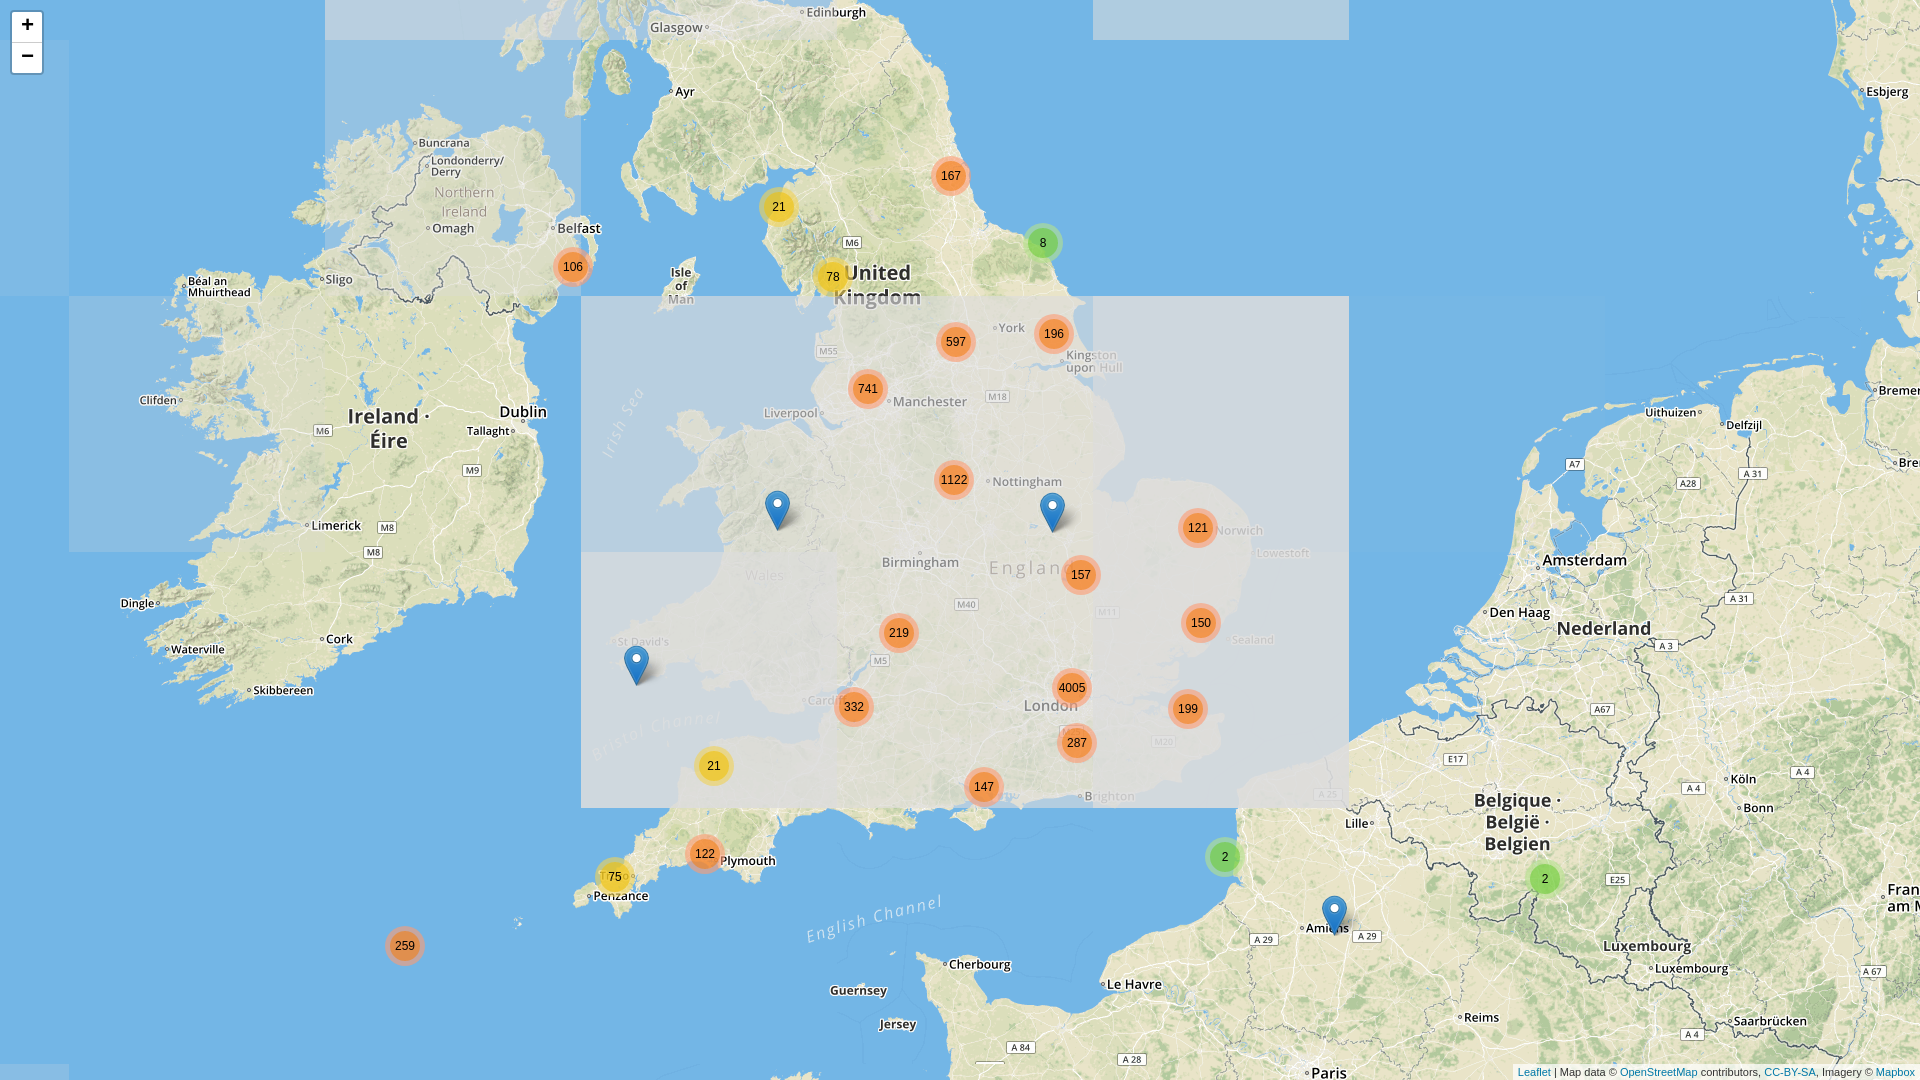 +
−
Edinburgh
Glasgow
Ayr
Esbjerg
Buncrana
Londonderry/
Derry
Northern
Ireland
Omagh
Belfast
167
21
8
M6
106
78
United
Kingdom
Isle
of
Man
Sligo
Béal an
Mhuirthead
York
196
597
M55
Kingston
upon Hull
741
Manchester
M18
Clifden
Liverpool
Irish Sea
Ireland ·
Éire
Dublin
Tallaght
M6
M9
Uithuizen
Delfzijl
A7
A 31
A28
1122
Nottingham
Limerick
M8
M8
121
Norwich
Lowestoft
Birmingham
England
157
Wales
Amsterdam
M40
M11
A 31
Dingle
Den Haag
Nederland
219
150
Sealand
Cork
Waterville
St David's
M5
A 3
Skibbereen
4005
London
Cardiff
332
199
A67
Bristol Channel
287
M20
E17
21
147
Brighton
A 25
Köln
A 4
A 4
Bonn
Belgique ·
België ·
Belgien
Lille
122
Plymouth
75
Penzance
2
2
E25
English Channel
Amiens
A 29
A 29
259
Luxembourg
Luxembourg
A 67
Cherbourg
Le Havre
Guernsey
Jersey
Reims
Saarbrücken
A 4
A 84
A 28
Paris
Leaflet | Map data © OpenStreetMap contributors, CC-BY-SA, Imagery © Mapbox